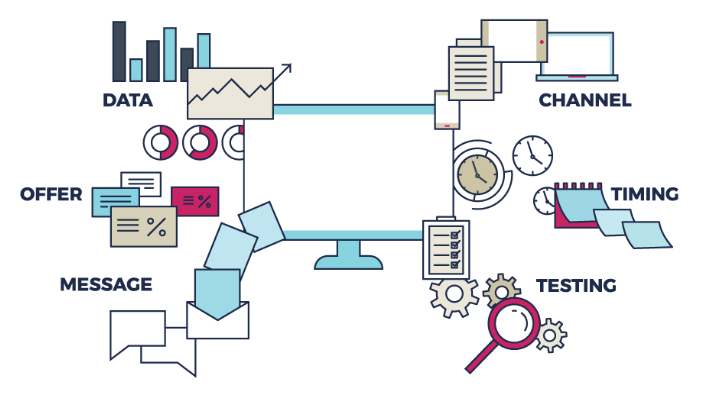 DATA
CHANNEL
OFFER
%
%
TIMING
MESSAGE
TESTING